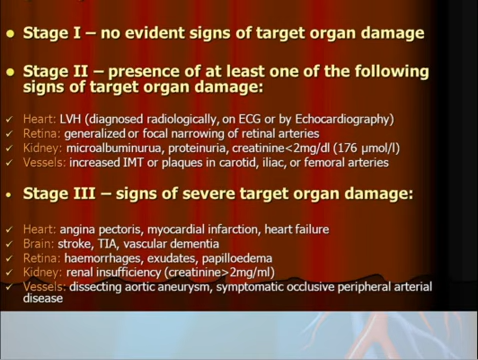 Stage I – no evident signs of target organ damage
Stage II – presence of at least one of the following
signs of target organ damage:
Heart: LVH (diagnosed radiologically, on ECG or by Echocardiography)
Retina: generalized or focal narrowing of retinal arteries
Kidney: microalbuminurua, proteinuria, creatinine<2mg/dl (176 µmol/l)
Vessels: increased IMT or plaques in carotid, iliac, or femoral arteries
Stage III – signs of severe target organ damage:
Heart: angina pectoris, myocardial infarction, heart failure
Brain: stroke, TIA, vascular dementia
Retina: haemorrhages, exudates, papilloedema
Kidney: renal insufficiency (creatinine>2mg/ml)
Vessels: dissecting aortic aneurysm, symptomatic occlusive peripheral arterial
disease